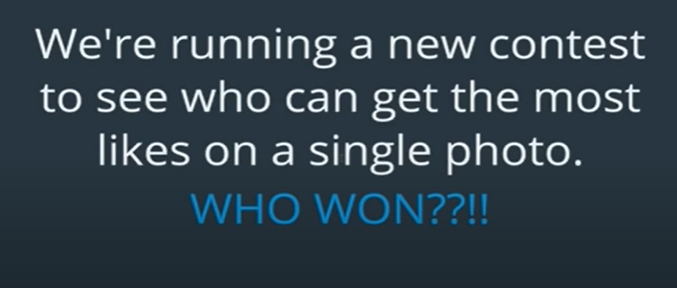 We're running a new contest
to see who can get the most
likes on a single photo.
WHO WON??!!